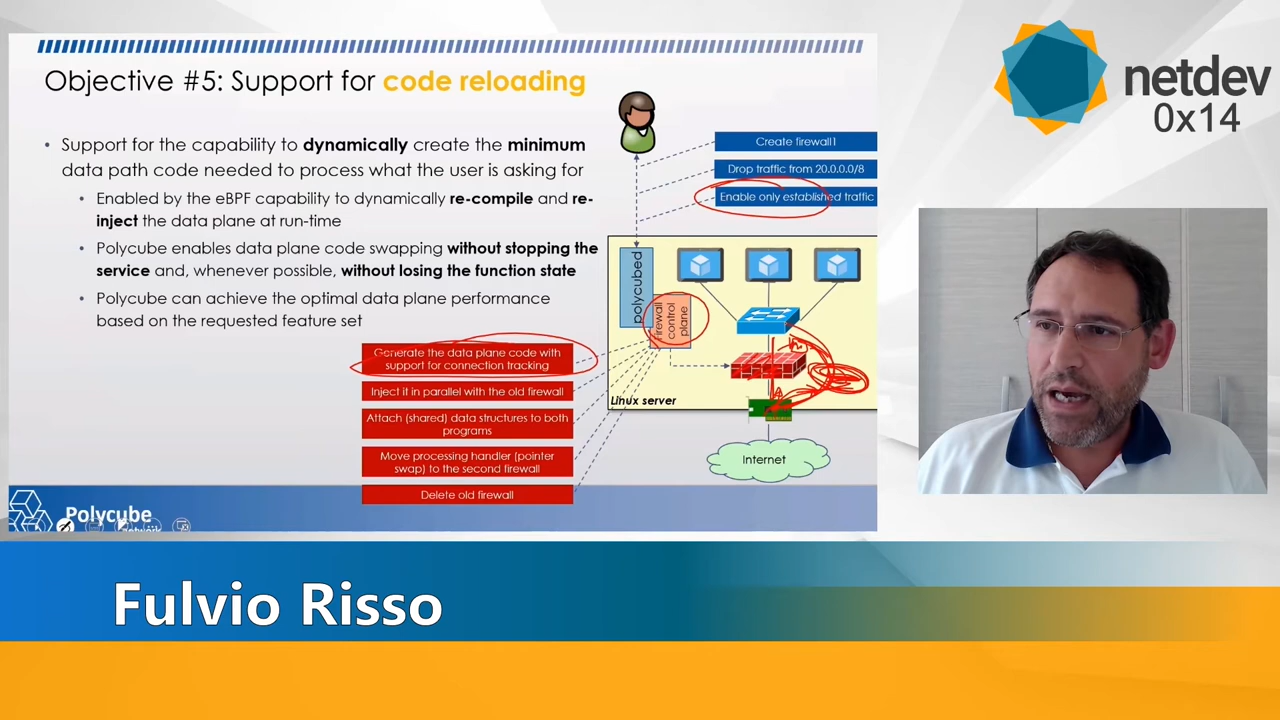 Objective #5: Support for code reloading
• Support for the capability to dynamically create the minimum
data path code needed to process what the user is asking for
• Enabled by the eBPF capability to dynamically re-compile and re-
inject the data plane at run-time
• Polycube enables data plane code swapping without stopping the
service and, whenever possible, without losing the function state
• Polycube can achieve the optimal data plane performance
based on the requested feature set
Generate the data plane code with
support for connection tracking
Inject it in parallel with the old firewall
Attach (shared) data structures to both
programs
Move processing handler (pointer
swap) to the second firewall
Delete old firewall
Create firewall1
Drop traffic from 20.0.0.0/8
Enable only established traffic
polycubed
firewall
control
plane
Linux server
Internet
Polycube
network
netdev
0x14
Fulvio Risso